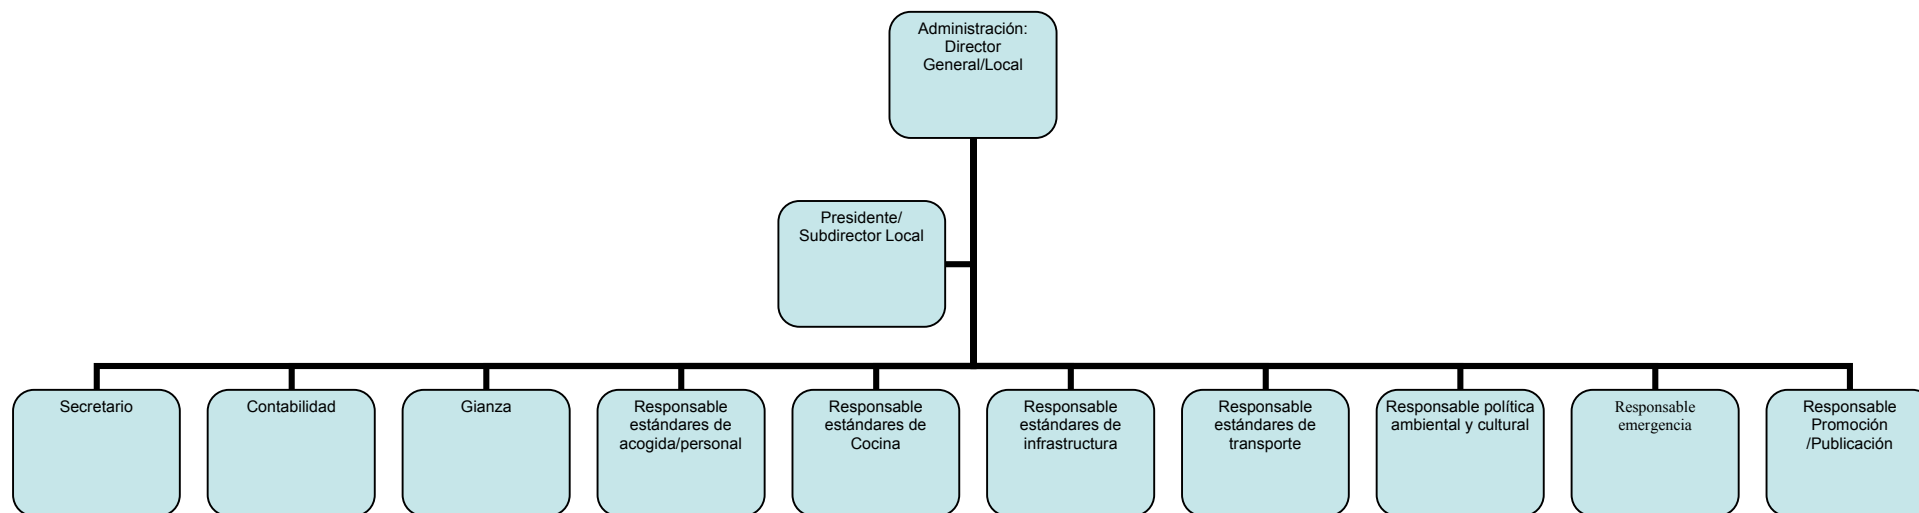 Administración:
Director
General/Local
Presidente/
Subdirector Local
Secretario
Contabilidad
Gianza
Responsable
estándares de
acogida/personal
Responsable
estándares de
Cocina
Responsable
estándares de
infrastructura
Responsable
estándares de
transporte
Responsable política
ambiental y cultural
Responsable
emergencia
Responsable
Promoción
/Publicación